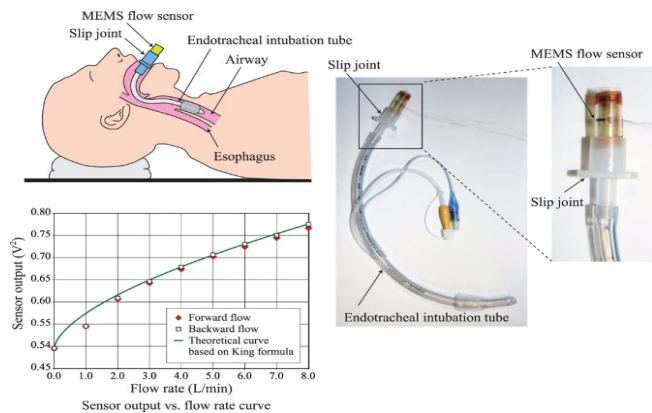 MEMS flow sensor
Slip joint
Endotracheal intubation tube
Airway
Esophagus
Sensor output (V²)
0.80
0.75
0.70
0.65
0.60
0.54
0.45
0.0 1.0 2.0 3.0 4.0 5.0 6.0 7.0 8.0
Forward flow
Backward flow
Theoretical curve
based on King formula
Flow rate (L/min)
Sensor output vs. flow rate curve
Slip joint
Endotracheal intubation tube
MEMS flow sensor
Slip joint